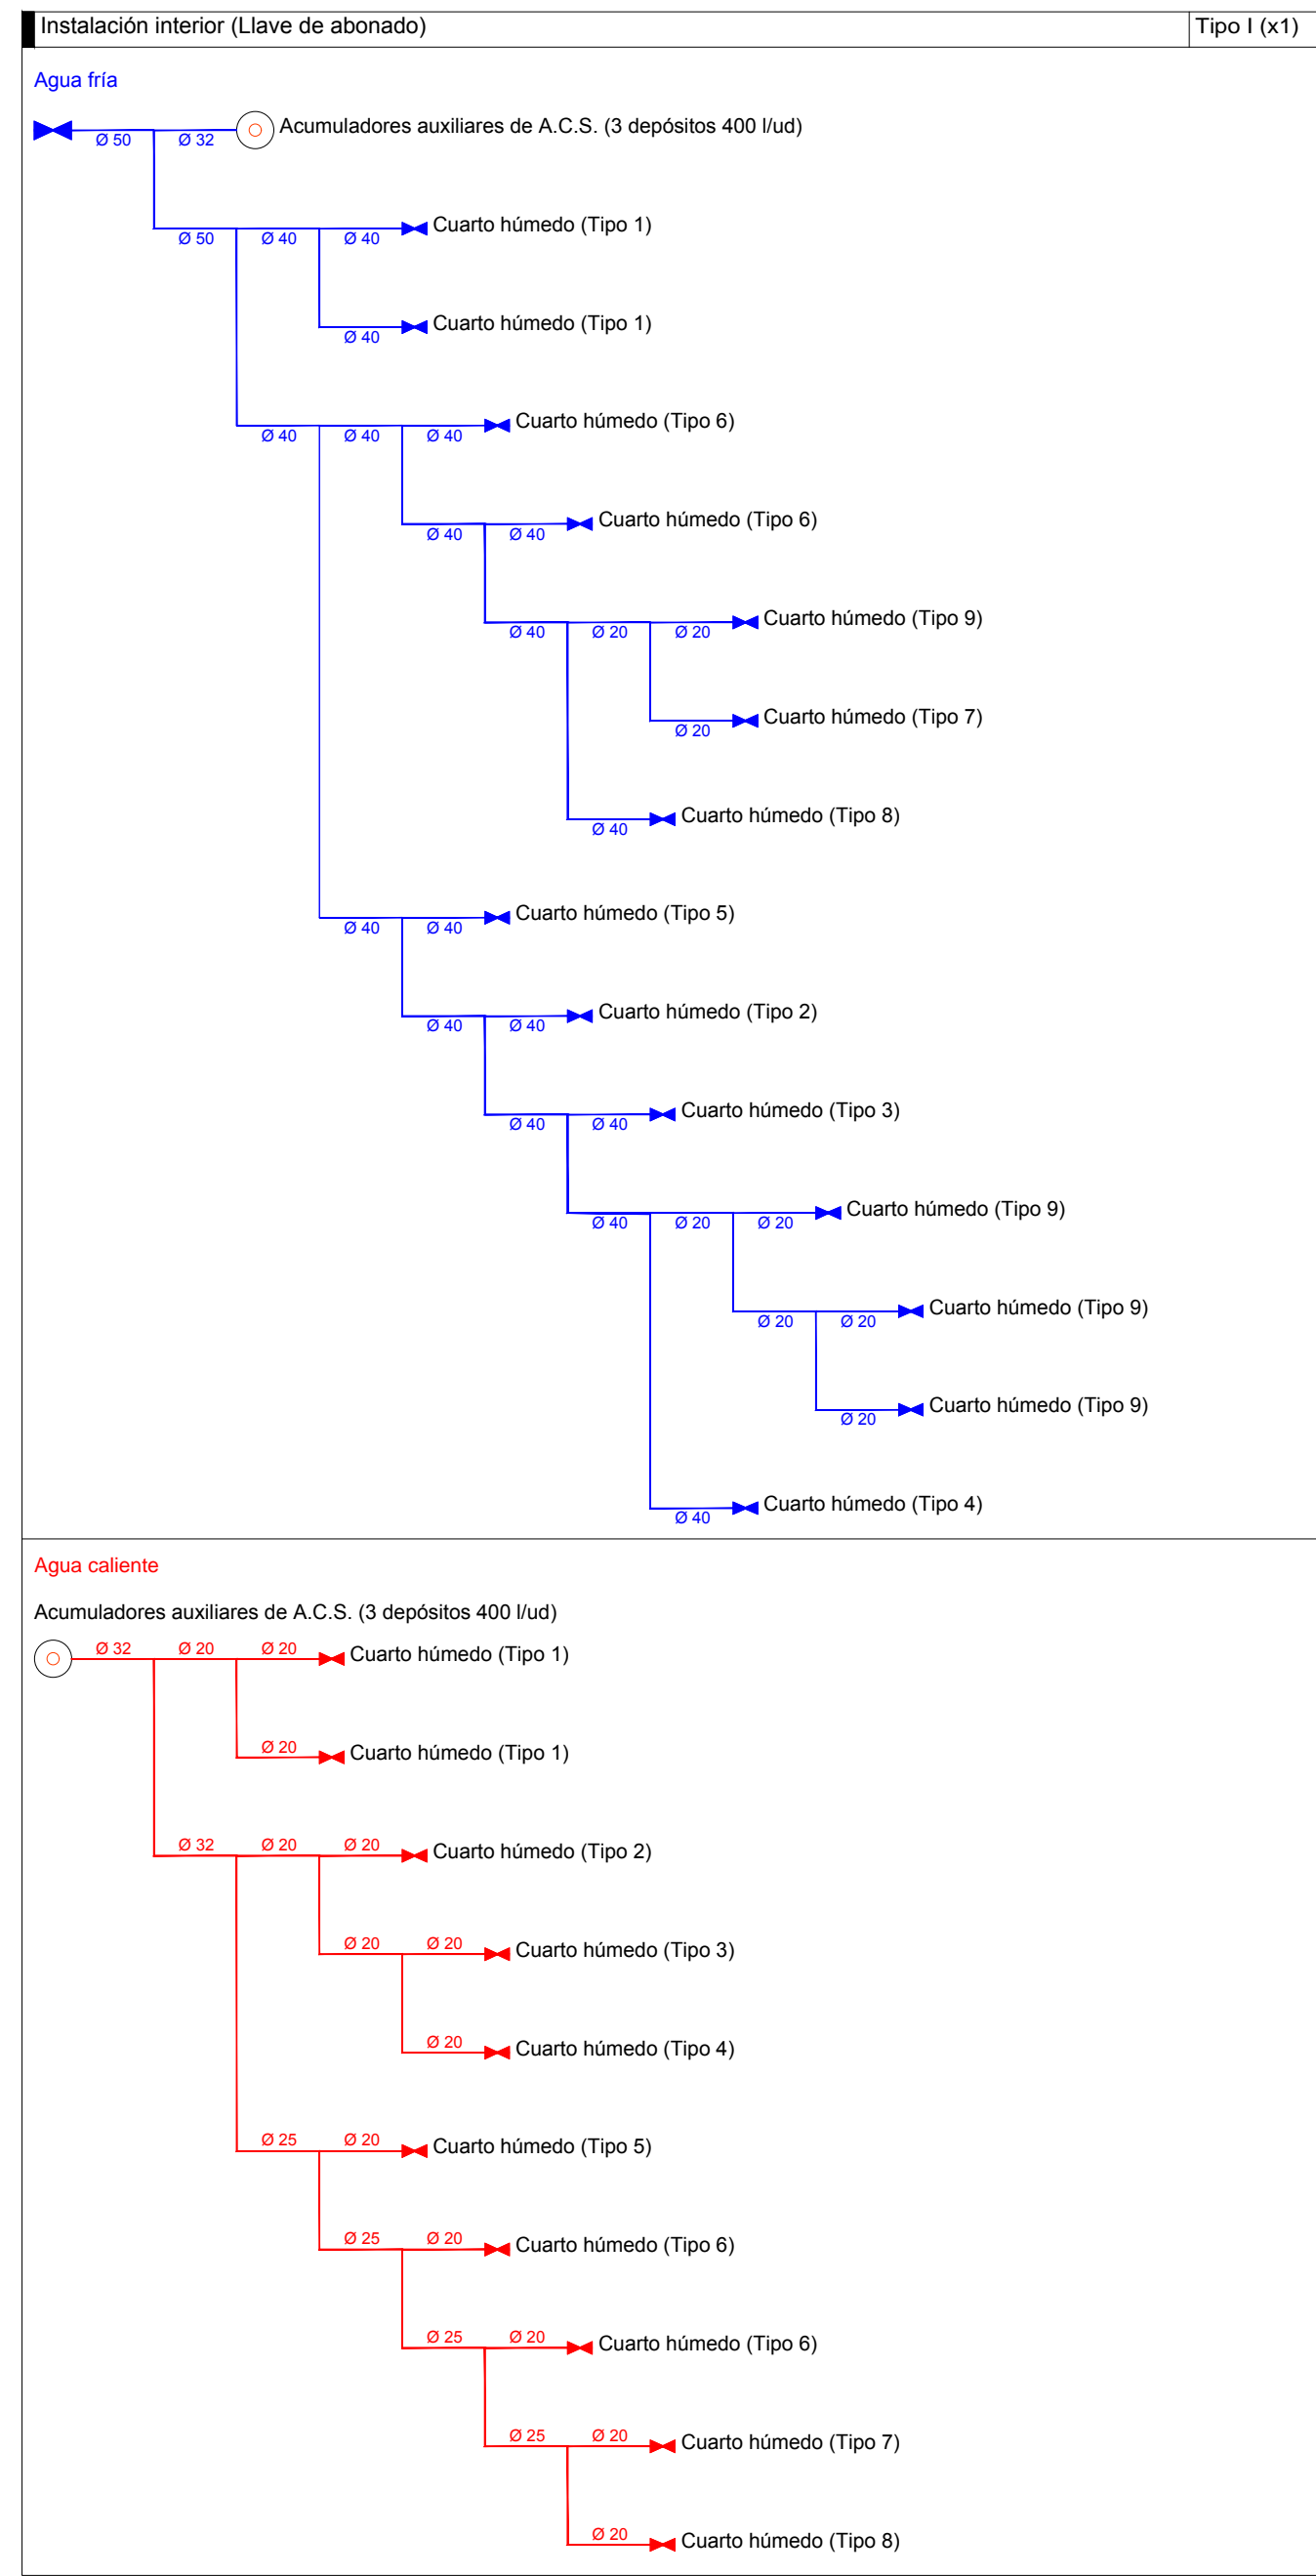 Instalación interior (Llave de abonado) Tipo I (x1)
Agua fría
Acumuladores auxiliares de A.C.S. (3 depósitos 400 l/ud)
Ø 50 Ø 32
Cuarto húmedo (Tipo 1)
Ø 50 Ø 40 Ø 40
Cuarto húmedo (Tipo 1)
Ø 40
Cuarto húmedo (Tipo 6)
Ø 40 Ø 40 Ø 40
Cuarto húmedo (Tipo 6)
Ø 40 Ø 40
Cuarto húmedo (Tipo 9)
Ø 40 Ø 20 Ø 20
Cuarto húmedo (Tipo 7)
Ø 20
Cuarto húmedo (Tipo 8)
Ø 40
Cuarto húmedo (Tipo 5)
Ø 40 Ø 40
Cuarto húmedo (Tipo 2)
Ø 40 Ø 40
Cuarto húmedo (Tipo 3)
Ø 40 Ø 40
Cuarto húmedo (Tipo 9)
Ø 40 Ø 20 Ø 20
Cuarto húmedo (Tipo 9)
Ø 20 Ø 20
Cuarto húmedo (Tipo 9)
Ø 20
Cuarto húmedo (Tipo 4)
Ø 40
Agua caliente
Acumuladores auxiliares de A.C.S. (3 depósitos 400 l/ud)
Ø 32 Ø 20 Ø 20 Cuarto húmedo (Tipo 1)
Ø 20 Cuarto húmedo (Tipo 1)
Ø 32 Ø 20 Ø 20 Cuarto húmedo (Tipo 2)
Ø 20 Ø 20 Cuarto húmedo (Tipo 3)
Ø 20 Cuarto húmedo (Tipo 4)
Ø 25 Ø 20 Cuarto húmedo (Tipo 5)
Ø 25 Ø 20 Cuarto húmedo (Tipo 6)
Ø 25 Ø 20 Cuarto húmedo (Tipo 6)
Ø 25 Ø 20 Cuarto húmedo (Tipo 7)
Ø 20 Cuarto húmedo (Tipo 8)